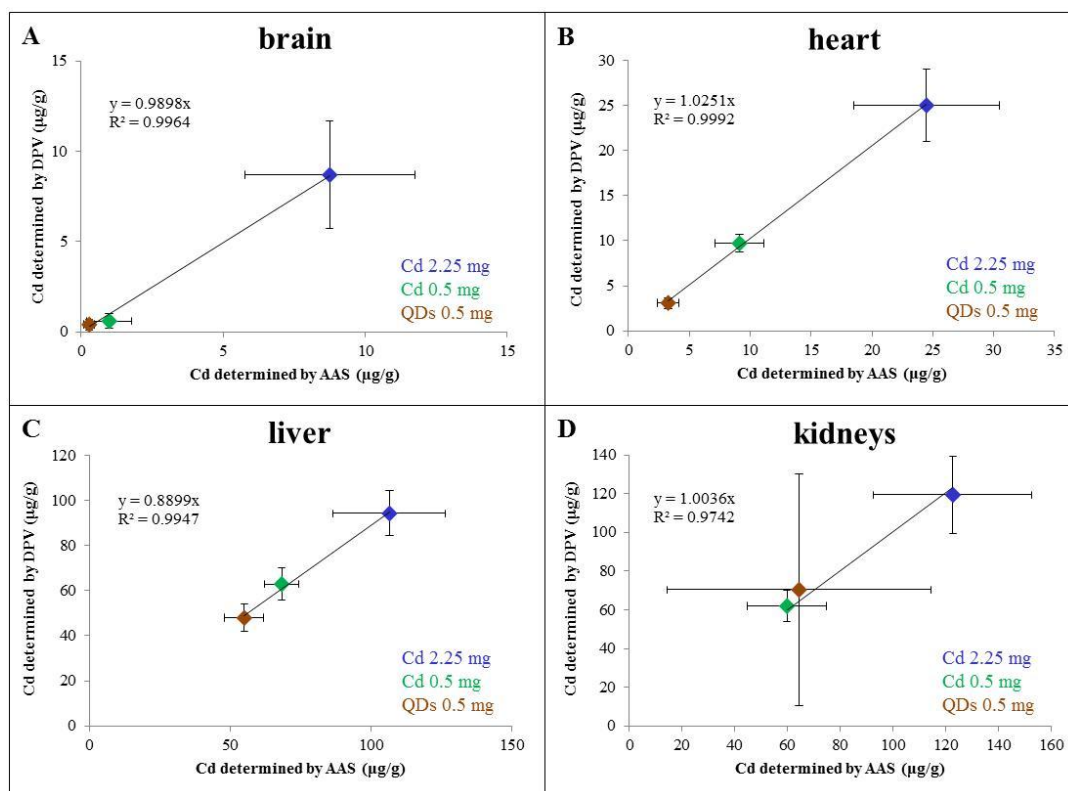 A
brain
15
10
5
0
y = 0.9898x
R² = 0.9964
Cd 2.25 mg
Cd 0.5 mg
QDs 0.5 mg
0 5 10 15
Cd determined by AAS (µg/g)
Cd determined by DPV (µg/g)
B
heart
30
25
20
15
10
5
0
y = 1.0251x
R² = 0.9992
Cd 2.25 mg
Cd 0.5 mg
QDs 0.5 mg
0 5 10 15 20 25 30 35
Cd determined by AAS (µg/g)
Cd determined by DPV (µg/g)
C
liver
120
100
80
60
40
20
0
y = 0.8899x
R² = 0.9947
Cd 2.25 mg
Cd 0.5 mg
QDs 0.5 mg
0 50 100 150
Cd determined by AAS (µg/g)
Cd determined by DPV (µg/g)
D
kidneys
140
120
100
80
60
40
20
0
y = 1.0036x
R² = 0.9742
Cd 2.25 mg
Cd 0.5 mg
QDs 0.5 mg
0 20 40 60 80 100 120 140 160
Cd determined by AAS (µg/g)
Cd determined by DPV (µg/g)